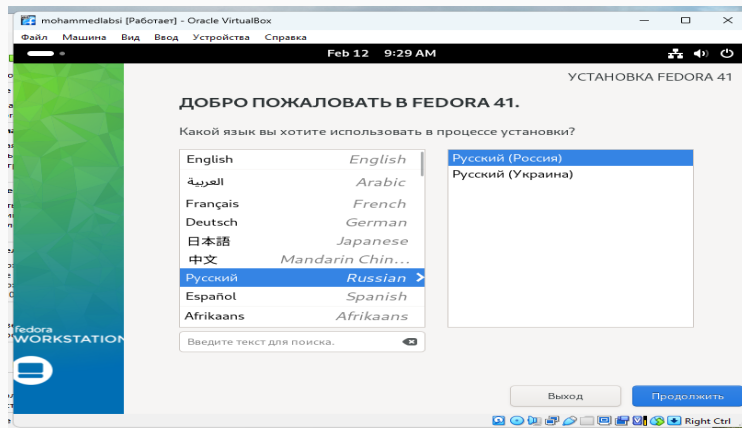 mohammedlabsi [Работает] - Oracle VirtualBox
Файл Машина Вид Ввод Устройства Справка
Feb 12 9:29 AM
УСТАНОВКА FEDORA 41
ДОБРО ПОЖАЛОВАТЬ В FEDORA 41.
Какой язык вы хотите использовать в процессе установки?
English English
العربية Arabic
Français French
Deutsch German
日本語 Japanese
中文 Mandarin Chin...
Русский Russian
Español Spanish
Afrikaans Afrikaans
Русский (Россия)
Русский (Украина)
Введите текст для поиска.
fedora
WORKSTATION
Выход Продолжить
Right Ctrl